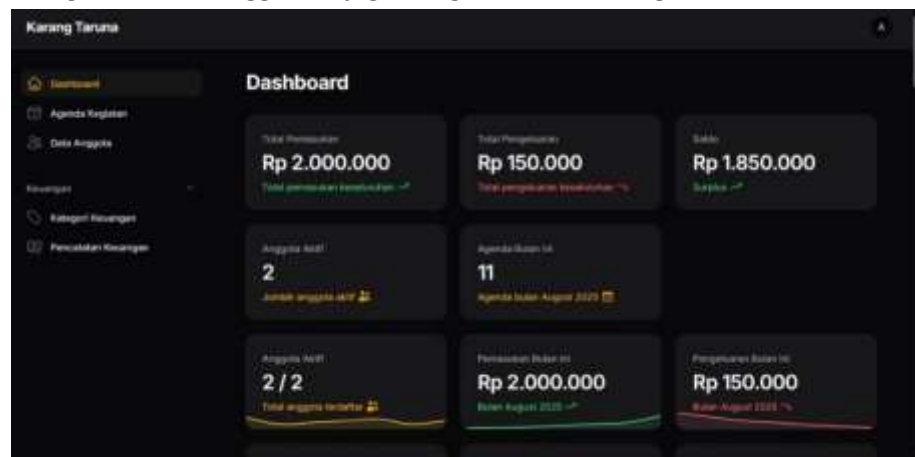 Karang Taruna
A
Dashboard
Dashboard
Agenda Kegiatan
Data Anggota
Keuangan
Kategori Keuangan
Pencatatan Keuangan
Total Pemasukan
Rp 2.000.000
Total pemasukan keseluruhan
Total Pengeluaran
Rp 150.000
Total pengeluaran keseluruhan
Saldo
Rp 1.850.000
Surplus
Anggota Aktif
2
Jumlah anggota aktif
Agenda Bulan Ini
11
Agenda bulan August 2025
Anggota Aktif
2 / 2
Total anggota terdaftar
Pemasukan Bulan Ini
Rp 2.000.000
Bulan August 2025
Pengeluaran Bulan Ini
Rp 150.000
Bulan August 2025